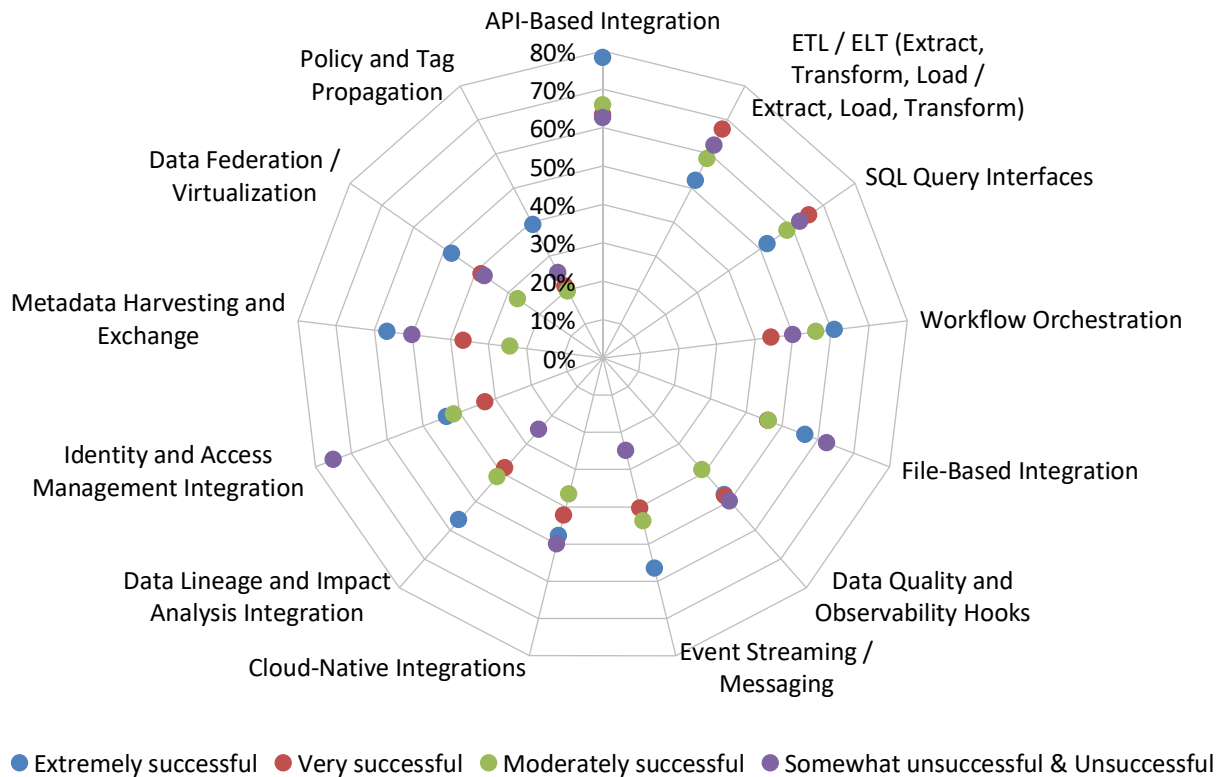 API-Based Integration
ETL / ELT (Extract,
Transform, Load /
Extract, Load, Transform)
SQL Query Interfaces
Workflow Orchestration
File-Based Integration
Data Quality and
Observability Hooks
Event Streaming /
Messaging
Cloud-Native Integrations
Data Lineage and Impact
Analysis Integration
Identity and Access
Management Integration
Metadata Harvesting and
Exchange
Data Federation /
Virtualization
Policy and Tag
Propagation
80%
70%
60%
50%
40%
30%
20%
10%
0%
Extremely successful
Very successful
Moderately successful
Somewhat unsuccessful & Unsuccessful